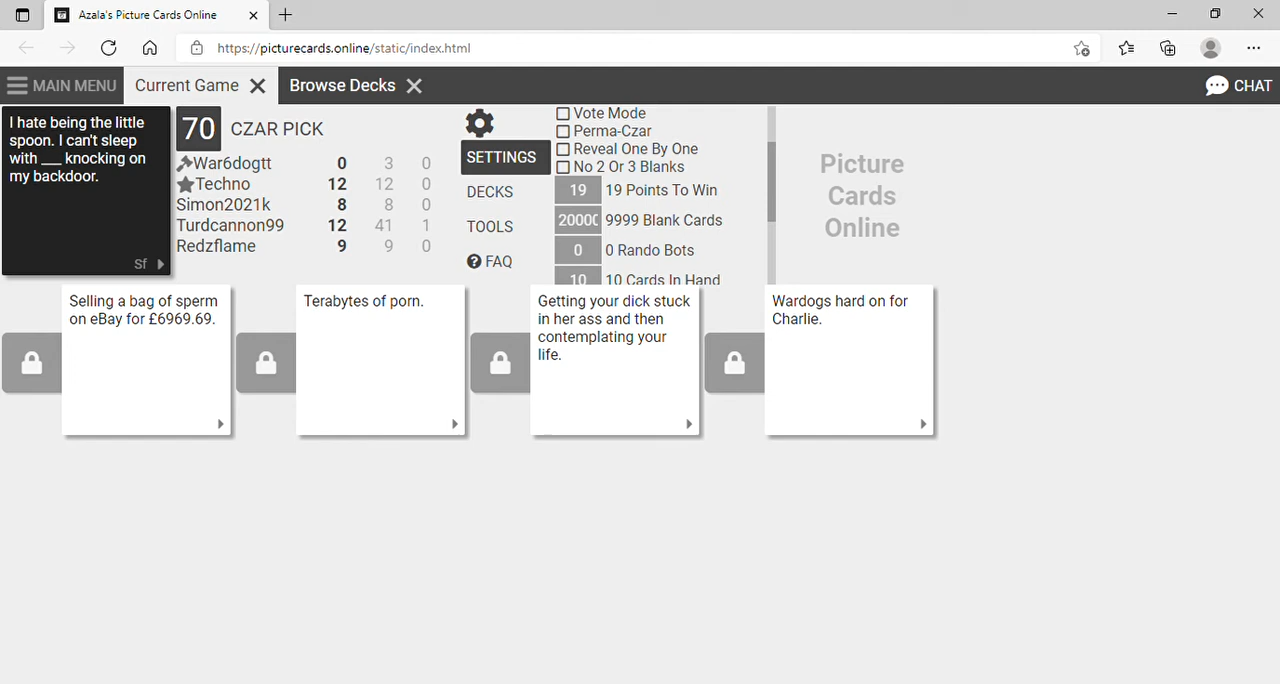 Azala's Picture Cards Online
https://picturecards.online/static/index.html
MAIN MENU
Current Game
Browse Decks
CHAT
I hate being the little
spoon. I can't sleep
with ___ knocking on
my backdoor.
Sf
70 CZAR PICK
War6dogtt 0 3 0
Techno 12 12 0
Simon2021k 8 8 0
Turdcannon99 12 41 1
Redzflame 9 9 0
SETTINGS
DECKS
TOOLS
FAQ
Vote Mode
Perma-Czar
Reveal One By One
No 2 Or 3 Blanks
19 19 Points To Win
2000 9999 Blank Cards
0 0 Rando Bots
10 10 Cards In Hand
Picture
Cards
Online
Selling a bag of sperm
on eBay for £6969.69.
Terabytes of porn.
Getting your dick stuck
in her ass and then
contemplating your
life.
Wardogs hard on for
Charlie.